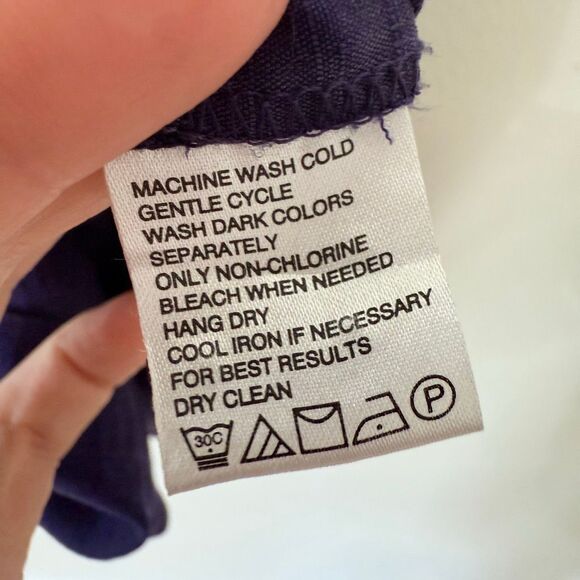 MACHINE WASH COLD
GENTLE CYCLE
WASH DARK COLORS
SEPARATELY
ONLY NON-CHLORINE
BLEACH WHEN NEEDED
HANG DRY
COOL IRON IF NECESSARY
FOR BEST RESULTS
DRY CLEAN
30C P